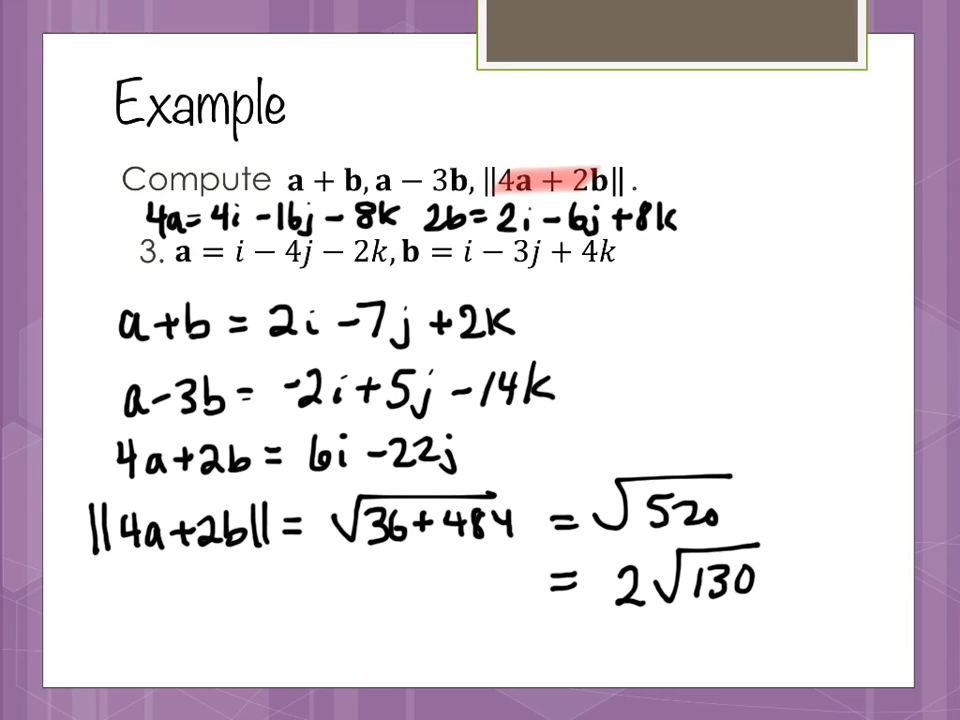 Example
Compute a + b, a − 3b, ‖4a + 2b‖ .
4a= 4i −16j − 8k 2b= 2i − 6j + 8k
3. a = i − 4j − 2k, b = i − 3j + 4k
a+b = 2i −7j +2k
a−3b = −2i + 5j −14k
4a+2b = 6i −22j
‖4a+2b‖ = √36+484 = √520
= 2√130